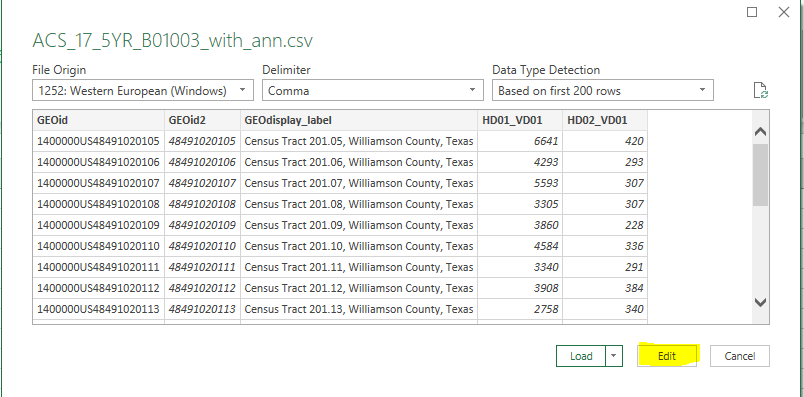 ACS_17_5YR_B01003_with_ann.csv
File Origin Delimiter Data Type Detection
1252: Western European (Windows) Comma Based on first 200 rows
GEOid GEOid2 GEOdisplay_label HD01_VD01 HD02_VD01
1400000US48491020105 48491020105 Census Tract 201.05, Williamson County, Texas 6641 420
1400000US48491020106 48491020106 Census Tract 201.06, Williamson County, Texas 4293 293
1400000US48491020107 48491020107 Census Tract 201.07, Williamson County, Texas 5593 307
1400000US48491020108 48491020108 Census Tract 201.08, Williamson County, Texas 3305 307
1400000US48491020109 48491020109 Census Tract 201.09, Williamson County, Texas 3860 228
1400000US48491020110 48491020110 Census Tract 201.10, Williamson County, Texas 4584 336
1400000US48491020111 48491020111 Census Tract 201.11, Williamson County, Texas 3340 291
1400000US48491020112 48491020112 Census Tract 201.12, Williamson County, Texas 3908 384
1400000US48491020113 48491020113 Census Tract 201.13, Williamson County, Texas 2758 340
Load Edit Cancel